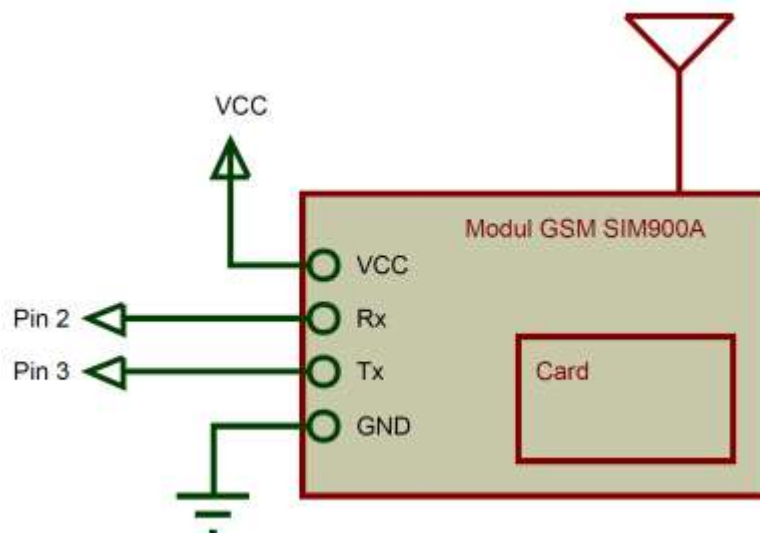 VCC
Modul GSM SIM900A
VCC
Pin 2
Rx
Pin 3
Tx
Card
GND